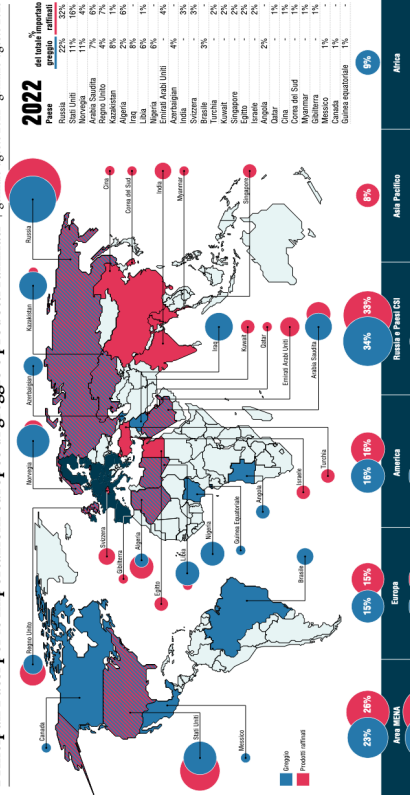 2022
%
del totale importato
Paese greggio raffinati
Russia 22% 32%
Stati Uniti 11% 16%
Norvegia 11% 4%
Arabia Saudita 7% 6%
Regno Unito 4% 7%
Kazakistan 8% 1%
Algeria 2% 6%
Iraq 8% -
Libia 6% 1%
Nigeria 6% -
Emirati Arabi Uniti - 4%
Azerbaigian 4% -
India - 3%
Svizzera - 3%
Brasile 3% -
Turchia - 2%
Kuwait - 2%
Singapore - 2%
Egitto - 2%
Israele - 2%
Angola 2% -
Qatar - 1%
Cina - 1%
Corea del Sud - 1%
Myanmar - 1%
Gibilterra - 1%
Messico 1% -
Canada 1% -
Guinea equatoriale 1% -
Canada
Regno Unito
Norvegia
Azerbaigian
Kazakistan
Russia
Stati Uniti
Messico
Svizzera
Gibilterra
Algeria
Egitto
Libia
Nigeria
Guinea Equatoriale
Angola
Brasile
Israele
Turchia
Iraq
Kuwait
Qatar
Emirati Arabi Uniti
Arabia Saudita
Cina
Corea del Sud
India
Myanmar
Singapore
Greggio
Prodotti raffinati
23% 26%
15% 15%
16% 16%
34% 33%
8%
9%
Area MENA
Europa
America
Russia e Paesi CSI
Asia Pacifico
Africa